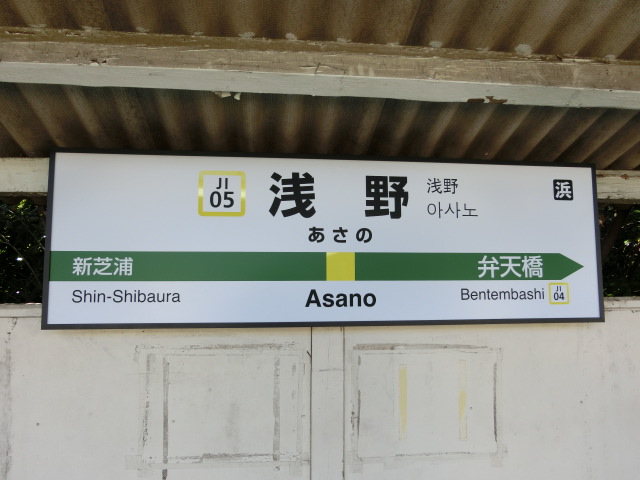 JI
05
浅野
浅野
아사노
浜
あさの
新芝浦
弁天橋
Shin-Shibaura
Asano
Bentembashi
JI
04